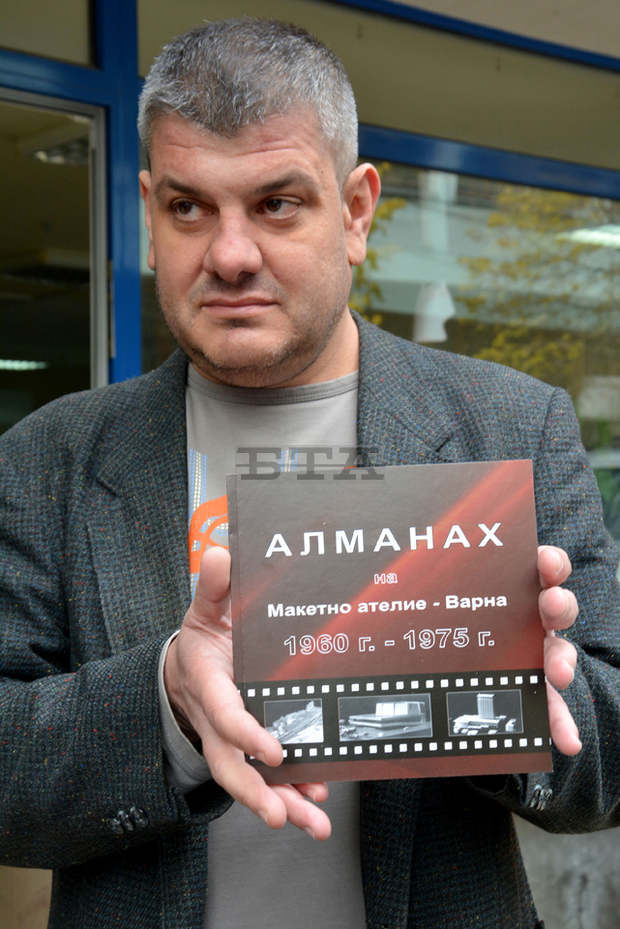 БТА
АЛМАНАХ
на
Макетно ателие - Варна
1960 г. - 1975 г.